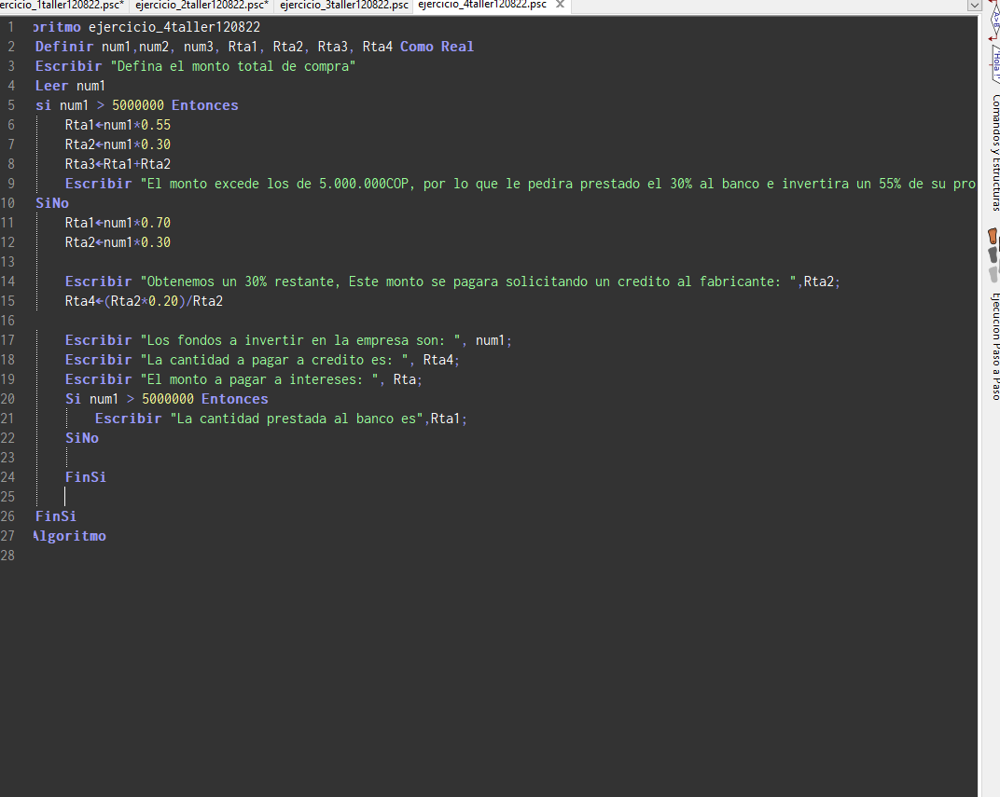 ercicio_1taller120822.psc* ejercicio_2taller120822.psc* ejercicio_3taller120822.psc ejercicio_4taller120822.psc
1 oritmo ejercicio_4taller120822
2 Definir num1,num2, num3, Rta1, Rta2, Rta3, Rta4 Como Real
3 Escribir "Defina el monto total de compra"
4 Leer num1
5 si num1 > 5000000 Entonces
6 Rta1←num1*0.55
7 Rta2←num1*0.30
8 Rta3←Rta1+Rta2
9 Escribir "El monto excede los de 5.000.000COP, por lo que le pedira prestado el 30% al banco e invertira un 55% de su pro
10 SiNo
11 Rta1←num1*0.70
12 Rta2←num1*0.30
13
14 Escribir "Obtenemos un 30% restante, Este monto se pagara solicitando un credito al fabricante: ",Rta2;
15 Rta4←(Rta2*0.20)/Rta2
16
17 Escribir "Los fondos a invertir en la empresa son: ", num1;
18 Escribir "La cantidad a pagar a credito es: ", Rta4;
19 Escribir "El monto a pagar a intereses: ", Rta;
20 Si num1 > 5000000 Entonces
21 Escribir "La cantidad prestada al banco es",Rta1;
22 SiNo
23
24 FinSi
25
26 FinSi
27 Algoritmo
28
A>B
"Hola !"
Comandos y Estructuras
Ejecución Paso a Paso